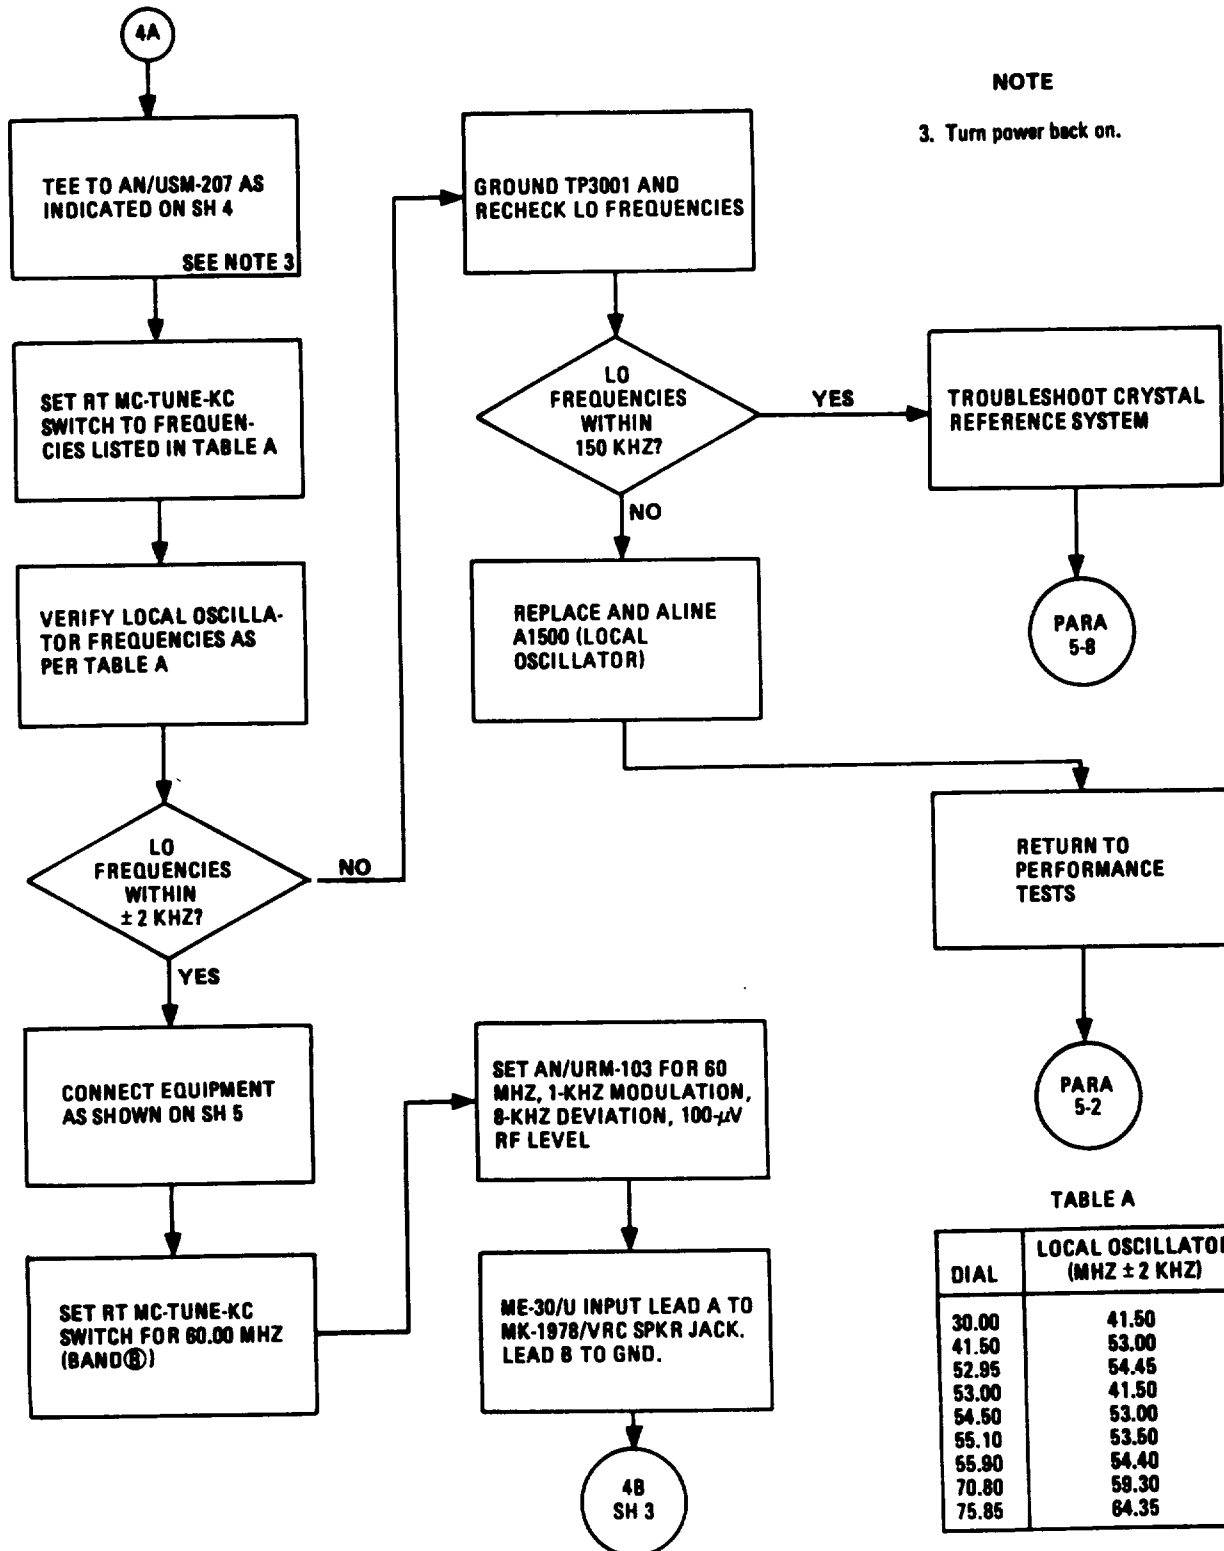 4A
TEE TO AN/USM-207 AS
INDICATED ON SH 4
SEE NOTE 3
SET RT MC-TUNE-KC
SWITCH TO FREQUEN-
CIES LISTED IN TABLE A
VERIFY LOCAL OSCILLA-
TOR FREQUENCIES AS
PER TABLE A
LO
FREQUENCIES
WITHIN
± 2 KHZ?
NO
YES
CONNECT EQUIPMENT
AS SHOWN ON SH 5
SET RT MC-TUNE-KC
SWITCH FOR 60.00 MHZ
(BAND Ⓑ)
GROUND TP3001 AND
RECHECK LO FREQUENCIES
LO
FREQUENCIES
WITHIN
150 KHZ?
YES
NO
REPLACE AND ALINE
A1500 (LOCAL
OSCILLATOR)
SET AN/URM-103 FOR 60
MHZ, 1-KHZ MODULATION,
8-KHZ DEVIATION, 100-µV
RF LEVEL
ME-30/U INPUT LEAD A TO
MK-1978/VRC SPKR JACK.
LEAD B TO GND.
4B
SH 3
NOTE
3. Turn power back on.
TROUBLESHOOT CRYSTAL
REFERENCE SYSTEM
PARA
5-8
RETURN TO
PERFORMANCE
TESTS
PARA
5-2
TABLE A
DIAL LOCAL OSCILLATOR
(MHZ ± 2 KHZ)
30.00 41.50
41.50 53.00
52.95 54.45
53.00 41.50
54.50 53.00
55.10 53.60
55.90 54.40
70.80 59.30
75.85 64.35